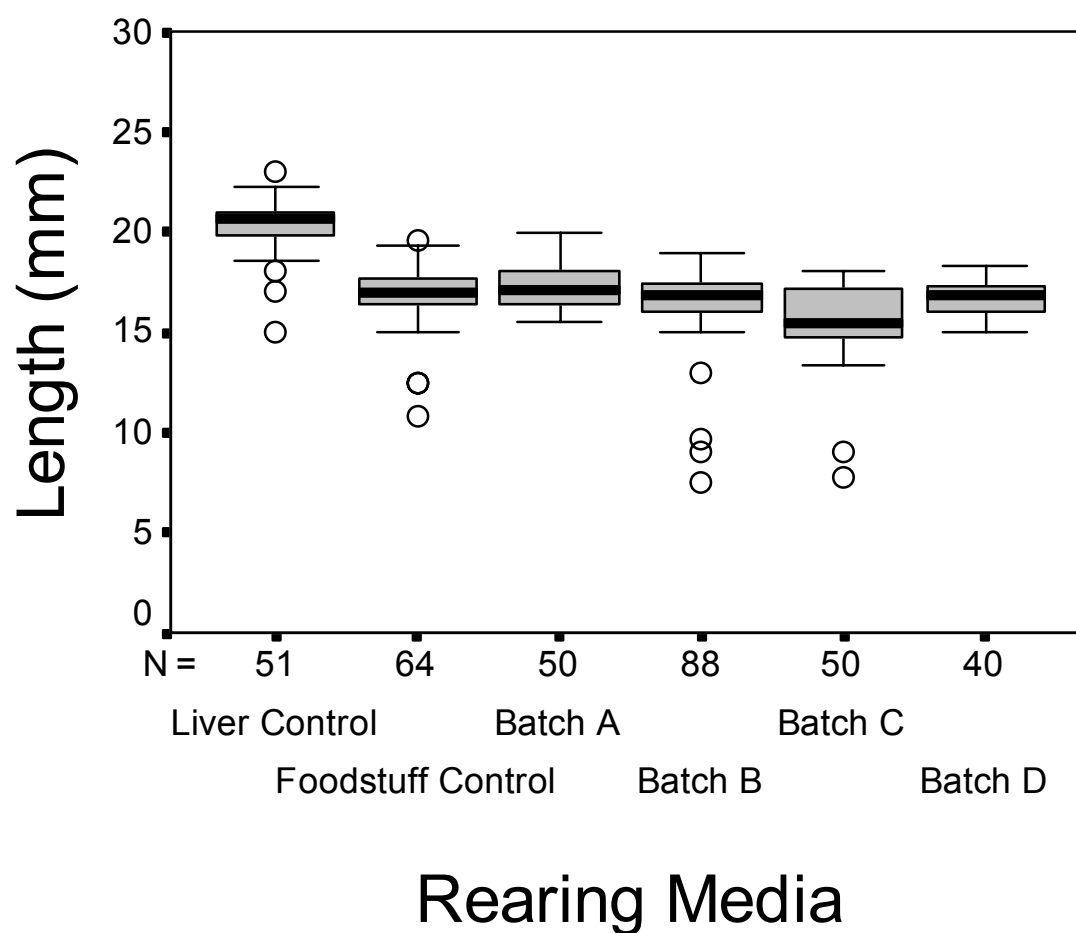 Length (mm)
30
25
20
15
10
5
0
N = 51 64 50 88 50 40
Liver Control Batch A Batch C
Foodstuff Control Batch B Batch D
Rearing Media